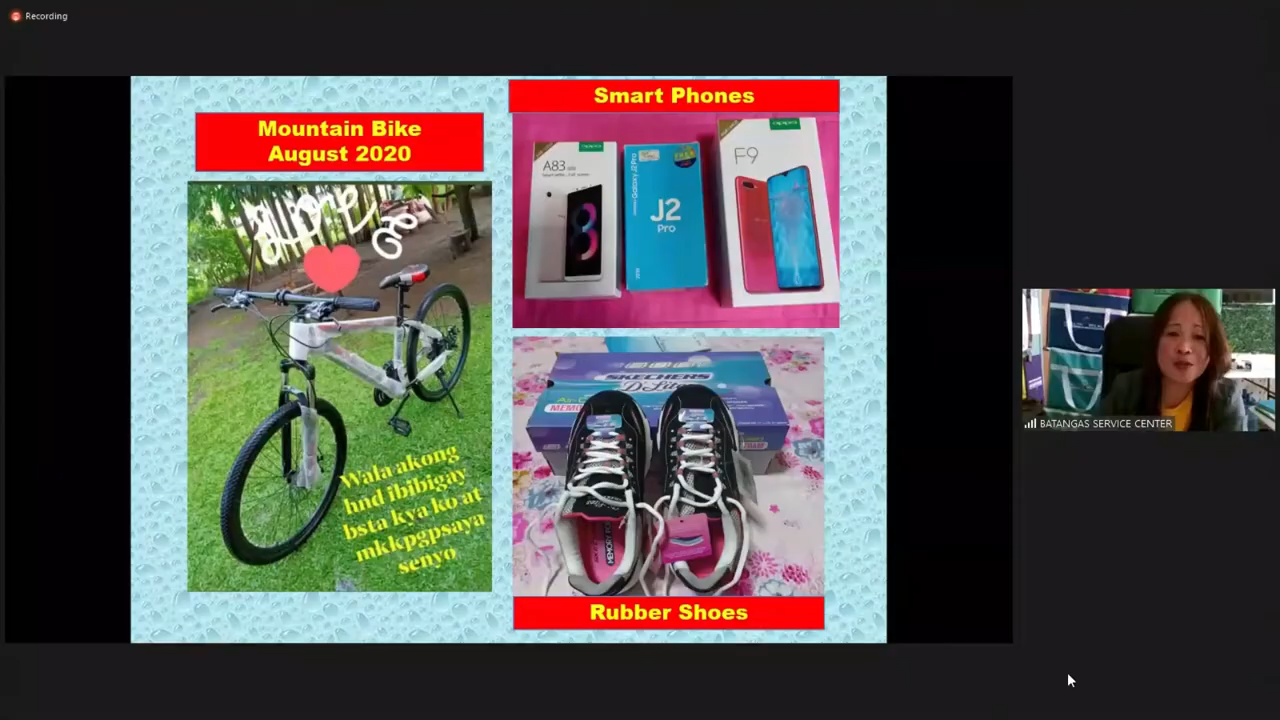 Recording
Mountain Bike
August 2020
Wala akong
hnd ibibigay
bsta kya ko at
mkkpgpsaya
senyo
Smart Phones
A83
J2
Pro
F9
SKECHERS
D'Lites
Rubber Shoes
BATANGAS SERVICE CENTER